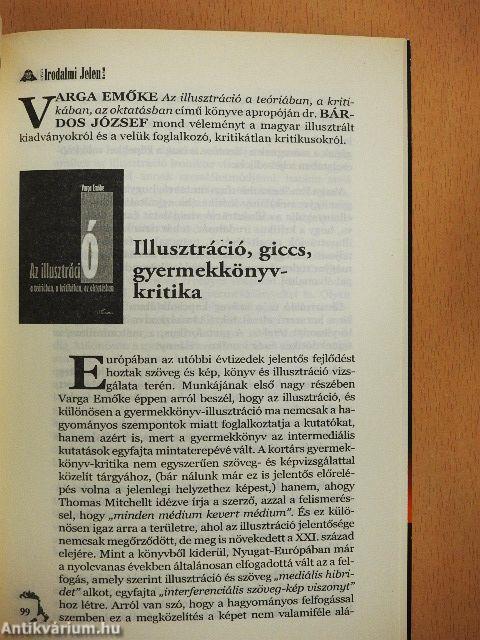 Irodalmi Jelen!
VARGA EMŐKE Az illusztráció a teóriában, a kriti-
kában, az oktatásban című könyve apropóján dr. BÁR-
DOS JÓZSEF mond véleményt a magyar illusztrált
kiadványokról és a velük foglalkozó, kritikátlan kritikusokról.
Varga Emőke
Az illusztráció
a teóriában, a kritikában, az oktatásban
Illusztráció, giccs,
gyermekkönyv-
kritika
Európában az utóbbi évtizedek jelentős fejlődést
hoztak szöveg és kép, könyv és illusztráció vizs-
gálata terén. Munkájának első nagy részében
Varga Emőke éppen arról beszél, hogy az illusztráció, és
különösen a gyermekkönyv-illusztráció ma nemcsak a ha-
gyományos szempontok miatt foglalkoztatja a kutatókat,
hanem azért is, mert a gyermekkönyv az intermediális
kutatások egyfajta mintaterepévé vált. A kortárs gyermek-
könyv-kritika nem egyszerűen szöveg- és képvizsgálattal
közelít tárgyához, (bár nálunk már ez is jelentős előrelé-
lépés volna a jelenlegi helyzethez képest,) hanem, ahogy
Thomas Mitchellt idézve írja a szerző, azzal a felismerés-
sel, hogy „minden médium kevert médium”. És ez külö-
nösen igaz arra a területre, ahol az illusztráció jelentősége
nemcsak megőrződött, de meg is növekedett a XXI. század
elejére. Mint a könyvből kiderül, Nyugat-Európában már
a nyolcvanas években általánosan elfogadottá vált az a fel-
fogás, amely szerint illusztráció és szöveg „mediális hibri-
det” alkot, egyfajta „interferenciális szöveg-kép viszonyt”
hoz létre. Arról van szó, hogy a hagyományos felfogással
szemben ez a megközelítés a képet nem valamiféle alá-
99
Antikvárium.hu